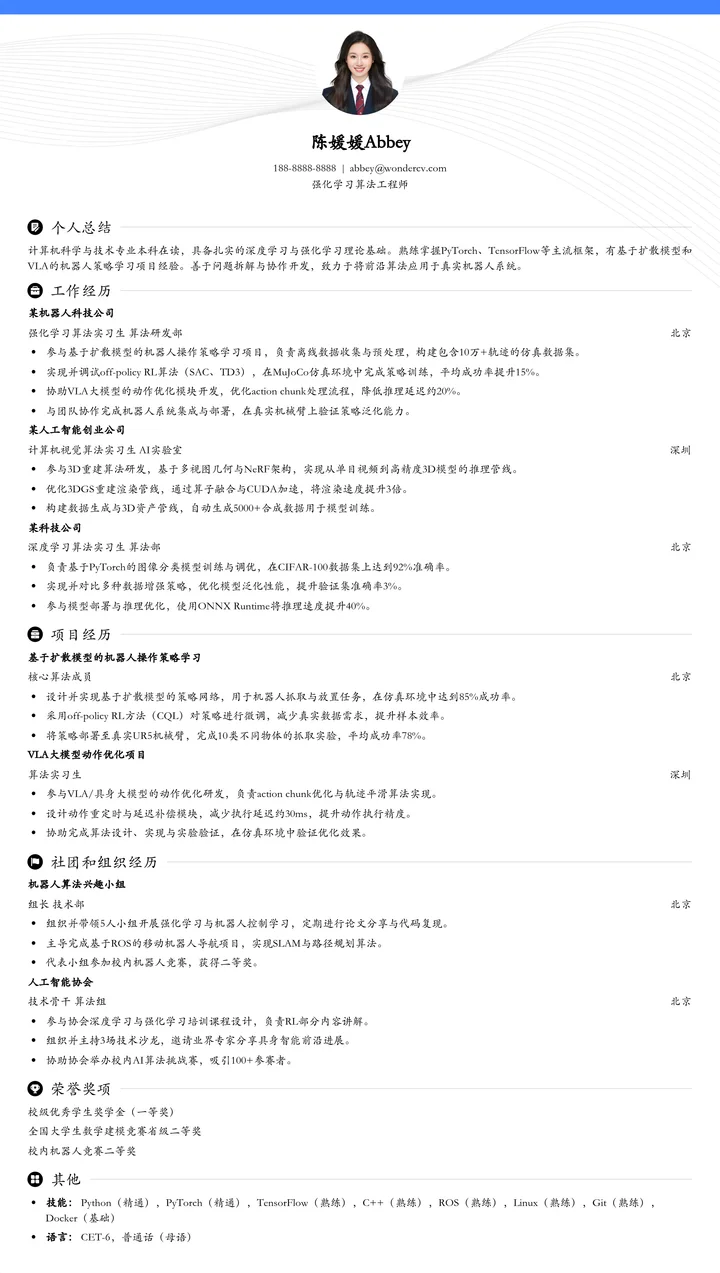 陈媛媛Abbey
188-8888-8888 | abbey@wondercv.com
强化学习算法工程师
个人总结
计算机科学与技术专业本科在读，具备扎实的深度学习与强化学习理论基础。熟练掌握PyTorch、TensorFlow等主流框架，有基于扩散模型和
VLA的机器人策略学习项目经验。善于问题拆解与协作开发，致力于将前沿算法应用于真实机器人系统。
工作经历
某机器人科技公司
强化学习算法实习生 算法研发部 北京
• 参与基于扩散模型的机器人操作策略学习项目，负责离线数据收集与预处理，构建包含10万+轨迹的仿真数据集。
• 实现并调试off-policy RL算法（SAC、TD3），在MuJoCo仿真环境中完成策略训练，平均成功率提升15%。
• 协助VLA大模型的动作优化模块开发，优化action chunk处理流程，降低推理延迟约20%。
• 与团队协作完成机器人系统集成与部署，在真实机械臂上验证策略泛化能力。
某人工智能创业公司
计算机视觉算法实习生 AI实验室 深圳
• 参与3D重建算法研发，基于多视图几何与NeRF架构，实现从单目视频到高精度3D模型的推理管线。
• 优化3DGS重建渲染管线，通过算子融合与CUDA加速，将渲染速度提升3倍。
• 构建数据生成与3D资产管线，自动生成5000+合成数据用于模型训练。
某科技公司
深度学习算法实习生 算法部 北京
• 负责基于PyTorch的图像分类模型训练与调优，在CIFAR-100数据集上达到92%准确率。
• 实现并对比多种数据增强策略，优化模型泛化性能，提升验证集准确率3%。
• 参与模型部署与推理优化，使用ONNX Runtime将推理速度提升40%。
项目经历
基于扩散模型的机器人操作策略学习
核心算法成员 北京
• 设计并实现基于扩散模型的策略网络，用于机器人抓取与放置任务，在仿真环境中达到85%成功率。
• 采用off-policy RL方法（CQL）对策略进行微调，减少真实数据需求，提升样本效率。
• 将策略部署至真实UR5机械臂，完成10类不同物体的抓取实验，平均成功率78%。
VLA大模型动作优化项目
算法实习生 深圳
• 参与VLA/具身大模型的动作优化研发，负责action chunk优化与轨迹平滑算法实现。
• 设计动作重定时与延迟补偿模块，减少执行延迟约30ms，提升动作执行精度。
• 协助完成算法设计、实现与实验验证，在仿真环境中验证优化效果。
社团和组织经历
机器人算法兴趣小组
组长 技术部 北京
• 组织并带领5人小组开展强化学习与机器人控制学习，定期进行论文分享与代码复现。
• 主导完成基于ROS的移动机器人导航项目，实现SLAM与路径规划算法。
• 代表小组参加校内机器人竞赛，获得二等奖。
人工智能协会
技术骨干 算法组 北京
• 参与协会深度学习与强化学习培训课程设计，负责RL部分内容讲解。
• 组织并主持3场技术沙龙，邀请业界专家分享具身智能前沿进展。
• 协助协会举办校内AI算法挑战赛，吸引100+参赛者。
荣誉奖项
校级优秀学生奖学金（一等奖）
全国大学生数学建模竞赛省级二等奖
校内机器人竞赛二等奖
其他
• 技能： Python（精通），PyTorch（精通），TensorFlow（熟练），C++（熟练），ROS（熟练），Linux（熟练），Git（熟练），
Docker（基础）
• 语言： CET-6，普通话（母语）